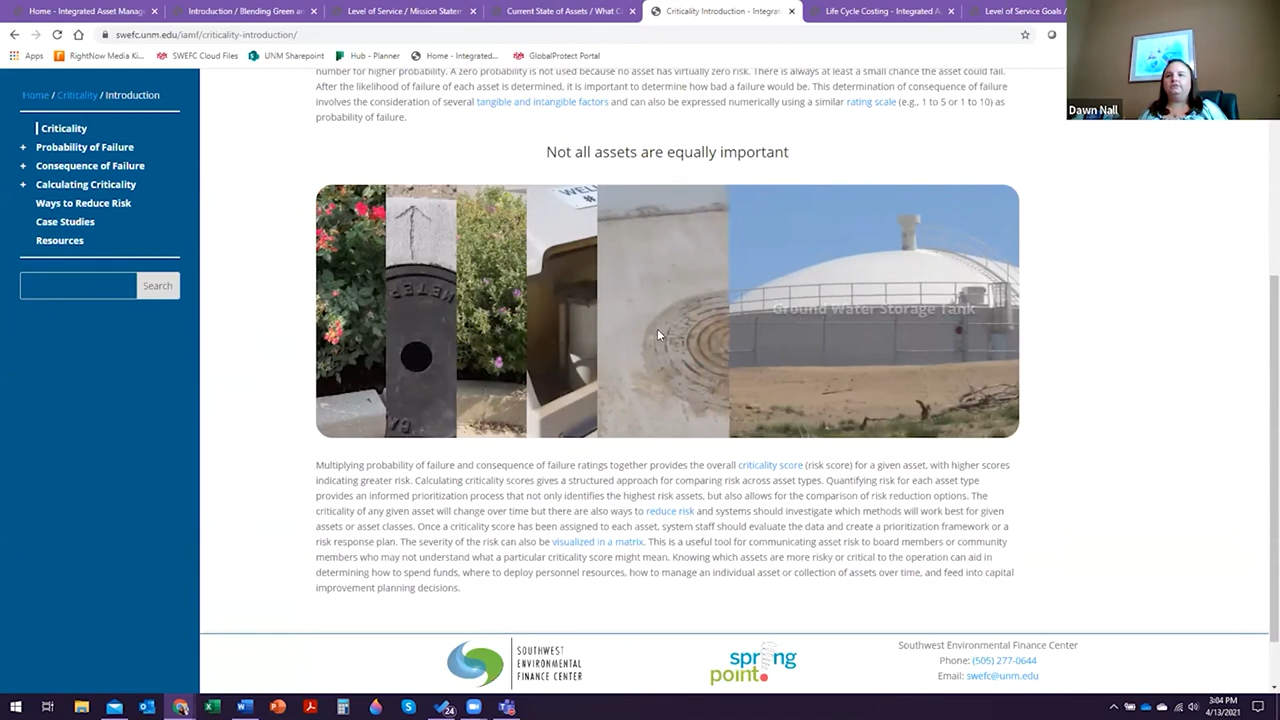 Home - Integrated Asset Manag
Introduction / Blending Green an
Level of Service / Mission Statem
Current State of Assets / What C
Criticality Introduction - Integrat
Life Cycle Costing - Integrated A
Level of Service Goals /
swefc.unm.edu/iamf/criticality-introduction/
Apps
RightNow Media Ki...
SWEFC Cloud Files
UNM Sharepoint
Hub - Planner
Home - Integrated...
GlobalProtect Portal
Dawn Nall
Home / Criticality / Introduction
Criticality
+ Probability of Failure
+ Consequence of Failure
+ Calculating Criticality
Ways to Reduce Risk
Case Studies
Resources
Search
number for higher probability. A zero probability is not used because no asset has virtually zero risk. There is always at least a small chance the asset could fail.
After the likelihood of failure of each asset is determined, it is important to determine how bad a failure would be. This determination of consequence of failure
involves the consideration of several tangible and intangible factors and can also be expressed numerically using a similar rating scale (e.g., 1 to 5 or 1 to 10) as
probability of failure.
Not all assets are equally important
METER
WELL
#
Ground Water Storage Tank
Multiplying probability of failure and consequence of failure ratings together provides the overall criticality score (risk score) for a given asset, with higher scores
indicating greater risk. Calculating criticality scores gives a structured approach for comparing risk across asset types. Quantifying risk for each asset type
provides an informed prioritization process that not only identifies the highest risk assets, but also allows for the comparison of risk reduction options. The
criticality of any given asset will change over time but there are also ways to reduce risk and systems should investigate which methods will work best for given
assets or asset classes. Once a criticality score has been assigned to each asset, system staff should evaluate the data and create a prioritization framework or a
risk response plan. The severity of the risk can also be visualized in a matrix. This is a useful tool for communicating asset risk to board members or community
members who may not understand what a particular criticality score might mean. Knowing which assets are more risky or critical to the operation can aid in
determining how to spend funds, where to deploy personnel resources, how to manage an individual asset or collection of assets over time, and feed into capital
improvement planning decisions.
SOUTHWEST
ENVIRONMENTAL
FINANCE CENTER
spring
point.
Southwest Environmental Finance Center
Phone: (505) 277-0644
Email: swefc@unm.edu
24
3:04 PM
4/13/2021